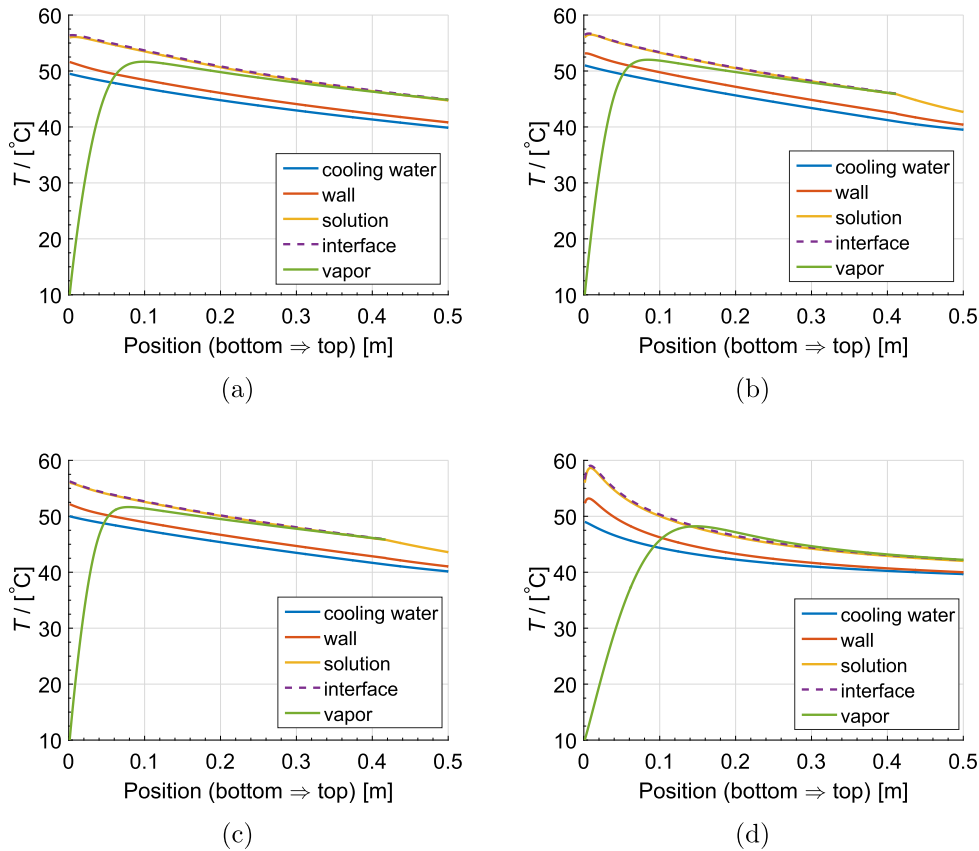 60
50
40
30
20
10
T / [°C]
cooling water
wall
solution
interface
vapor
0 0.1 0.2 0.3 0.4 0.5
Position (bottom ⇒ top) [m]
(a)
60
50
40
30
20
10
T / [°C]
cooling water
wall
solution
interface
vapor
0 0.1 0.2 0.3 0.4 0.5
Position (bottom ⇒ top) [m]
(b)
60
50
40
30
20
10
T / [°C]
cooling water
wall
solution
interface
vapor
0 0.1 0.2 0.3 0.4 0.5
Position (bottom ⇒ top) [m]
(c)
60
50
40
30
20
10
T / [°C]
cooling water
wall
solution
interface
vapor
0 0.1 0.2 0.3 0.4 0.5
Position (bottom ⇒ top) [m]
(d)